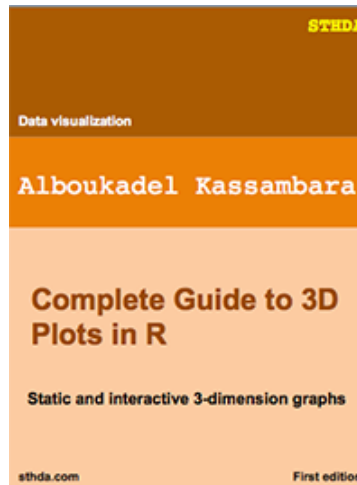 STHDA
Data visualization
Alboukadel Kassambara
Complete Guide to 3D
Plots in R
Static and interactive 3-dimension graphs
sthda.com First edition